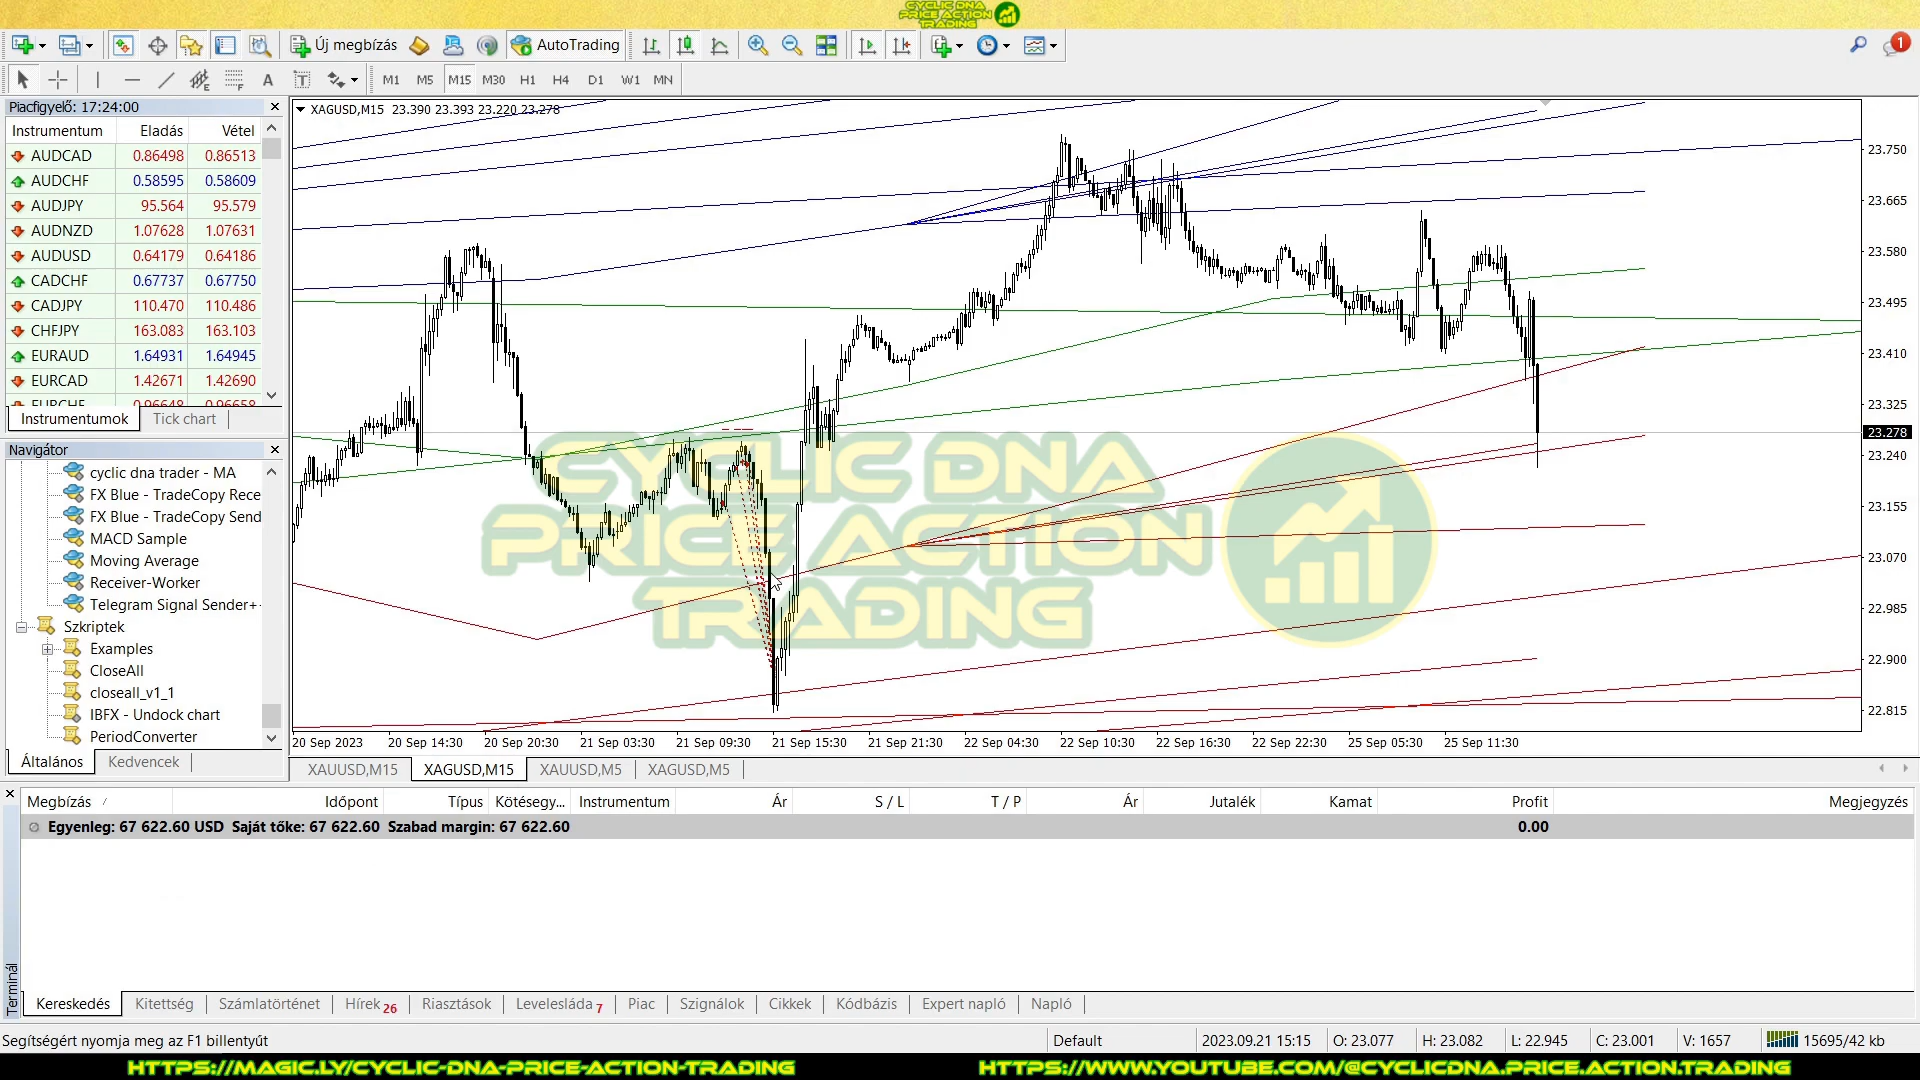 CYCLIC DNA
PRICE ACTION
TRADING
Új megbízás
AutoTrading
1
A
T
M1 M5 M15 M30 H1 H4 D1 W1 MN
Piacfigyelő: 17:24:00
Instrumentum Eladás Vétel
AUDCAD 0.86498 0.86513
AUDCHF 0.58595 0.58609
AUDJPY 95.564 95.579
AUDNZD 1.07628 1.07631
AUDUSD 0.64179 0.64186
CADCHF 0.67737 0.67750
CADJPY 110.470 110.486
CHFJPY 163.083 163.103
EURAUD 1.64931 1.64945
EURCAD 1.42671 1.42690
EURCHF 0.96648 0.96658
Instrumentumok Tick chart
Navigátor
cyclic dna trader - MA
FX Blue - TradeCopy Rece
FX Blue - TradeCopy Send
MACD Sample
Moving Average
Receiver-Worker
Telegram Signal Sender+
Szkriptek
Examples
CloseAll
closeall_v1_1
IBFX - Undock chart
PeriodConverter
Általános Kedvencek
XAGUSD,M15 23.390 23.393 23.220 23.278
CYCLIC DNA
PRICE ACTION
TRADING
23.750
23.665
23.580
23.495
23.410
23.325
23.278
23.240
23.155
23.070
22.985
22.900
22.815
20 Sep 2023 20 Sep 14:30 20 Sep 20:30 21 Sep 03:30 21 Sep 09:30 21 Sep 15:30 21 Sep 21:30 22 Sep 04:30 22 Sep 10:30 22 Sep 16:30 22 Sep 22:30 25 Sep 05:30 25 Sep 11:30
XAUUSD,M15 XAGUSD,M15 XAUUSD,M5 XAGUSD,M5
Megbízás Időpont Típus Kötésegy... Instrumentum Ár S / L T / P Ár Jutalék Kamat Profit Megjegyzés
Egyenleg: 67 622.60 USD Saját tőke: 67 622.60 Szabad margin: 67 622.60 0.00
Terminál
Kereskedés Kitettség Számlatörténet Hírek 26 Riasztások Levelesláda 7 Piac Szignálok Cikkek Kódbázis Expert napló Napló
Segítségért nyomja meg az F1 billentyűt Default 2023.09.21 15:15 O: 23.077 H: 23.082 L: 22.945 C: 23.001 V: 1657 15695/42 kb
HTTPS://MAGIC.LY/CYCLIC-DNA-PRICE-ACTION-TRADING HTTPS://WWW.YOUTUBE.COM/@CYCLICDNA.PRICE.ACTION.TRADING